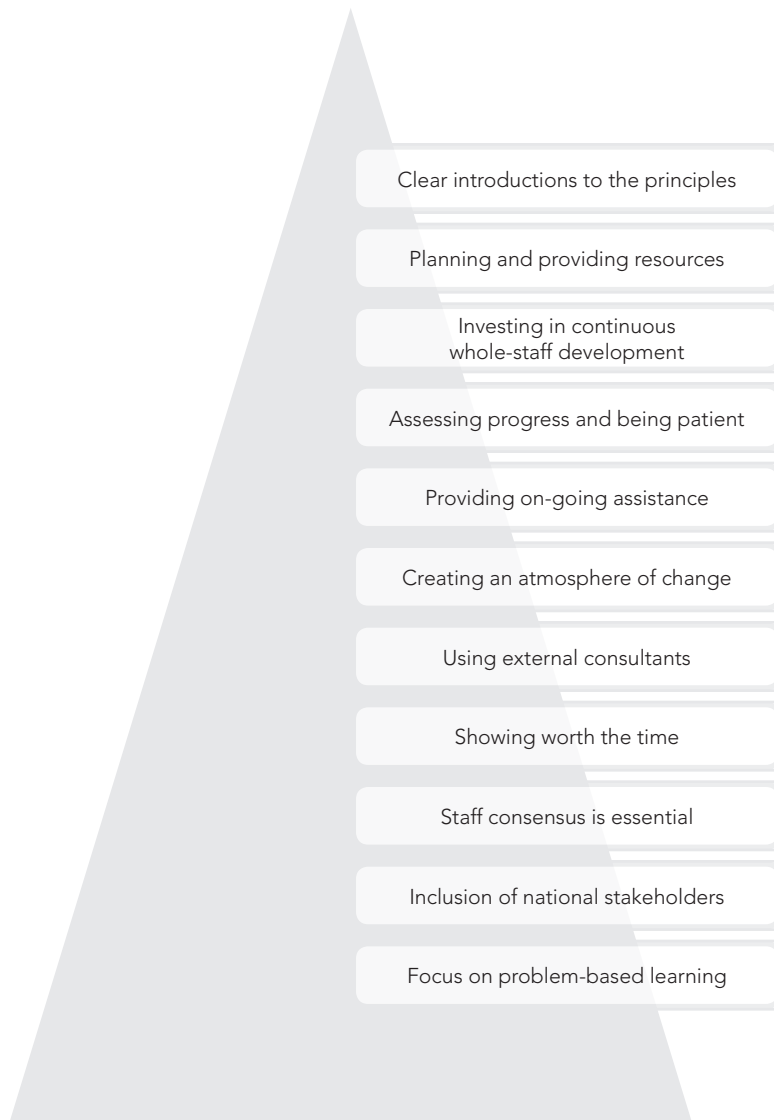 Clear introductions to the principles
Planning and providing resources
Investing in continuous
whole-staff development
Assessing progress and being patient
Providing on-going assistance
Creating an atmosphere of change
Using external consultants
Showing worth the time
Staff consensus is essential
Inclusion of national stakeholders
Focus on problem-based learning